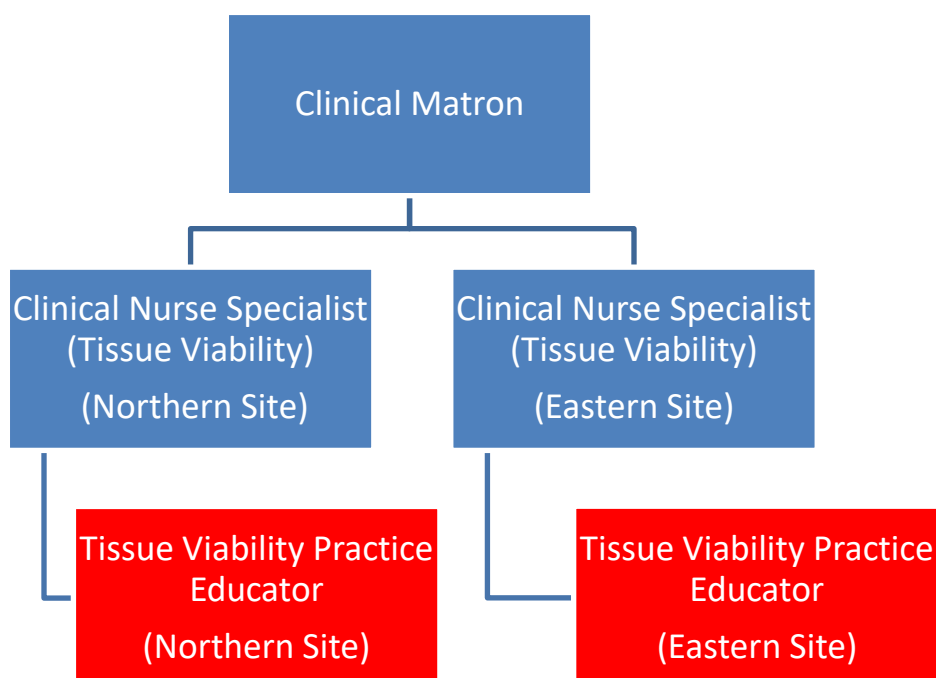 Clinical Matron
Clinical Nurse Specialist
(Tissue Viability)
(Northern Site)
Clinical Nurse Specialist
(Tissue Viability)
(Eastern Site)
Tissue Viability Practice
Educator
(Northern Site)
Tissue Viability Practice
Educator
(Eastern Site)